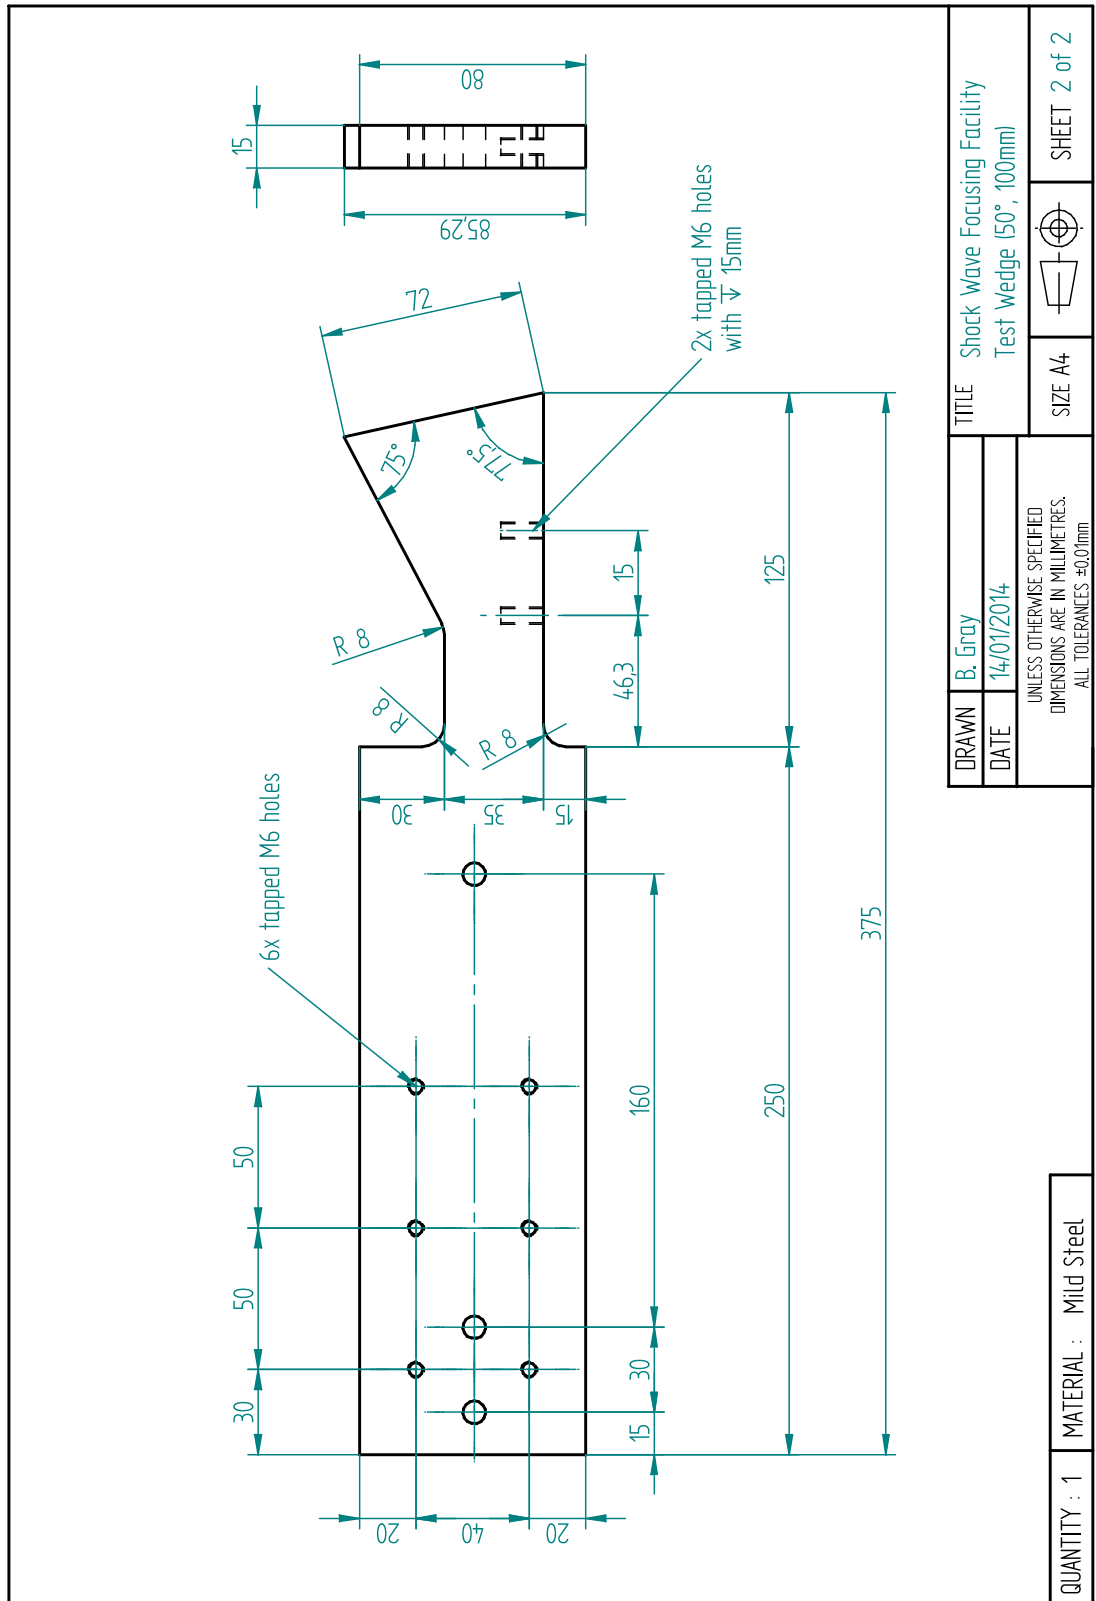 80
15
85,29
72
75°
77,5°
2x tapped M6 holes
with ↧ 15mm
R 8
R 8
R 8
15
46,3
125
375
30
35
15
6x tapped M6 holes
50
50
30
160
30
15
250
20
40
20
DRAWN B. Gray
DATE 14/01/2014
UNLESS OTHERWISE SPECIFIED
DIMENSIONS ARE IN MILLIMETRES.
ALL TOLERANCES ±0.01mm
TITLE Shock Wave Focusing Facility
Test Wedge (50°, 100mm)
SIZE A4
SHEET 2 of 2
QUANTITY : 1
MATERIAL : Mild Steel